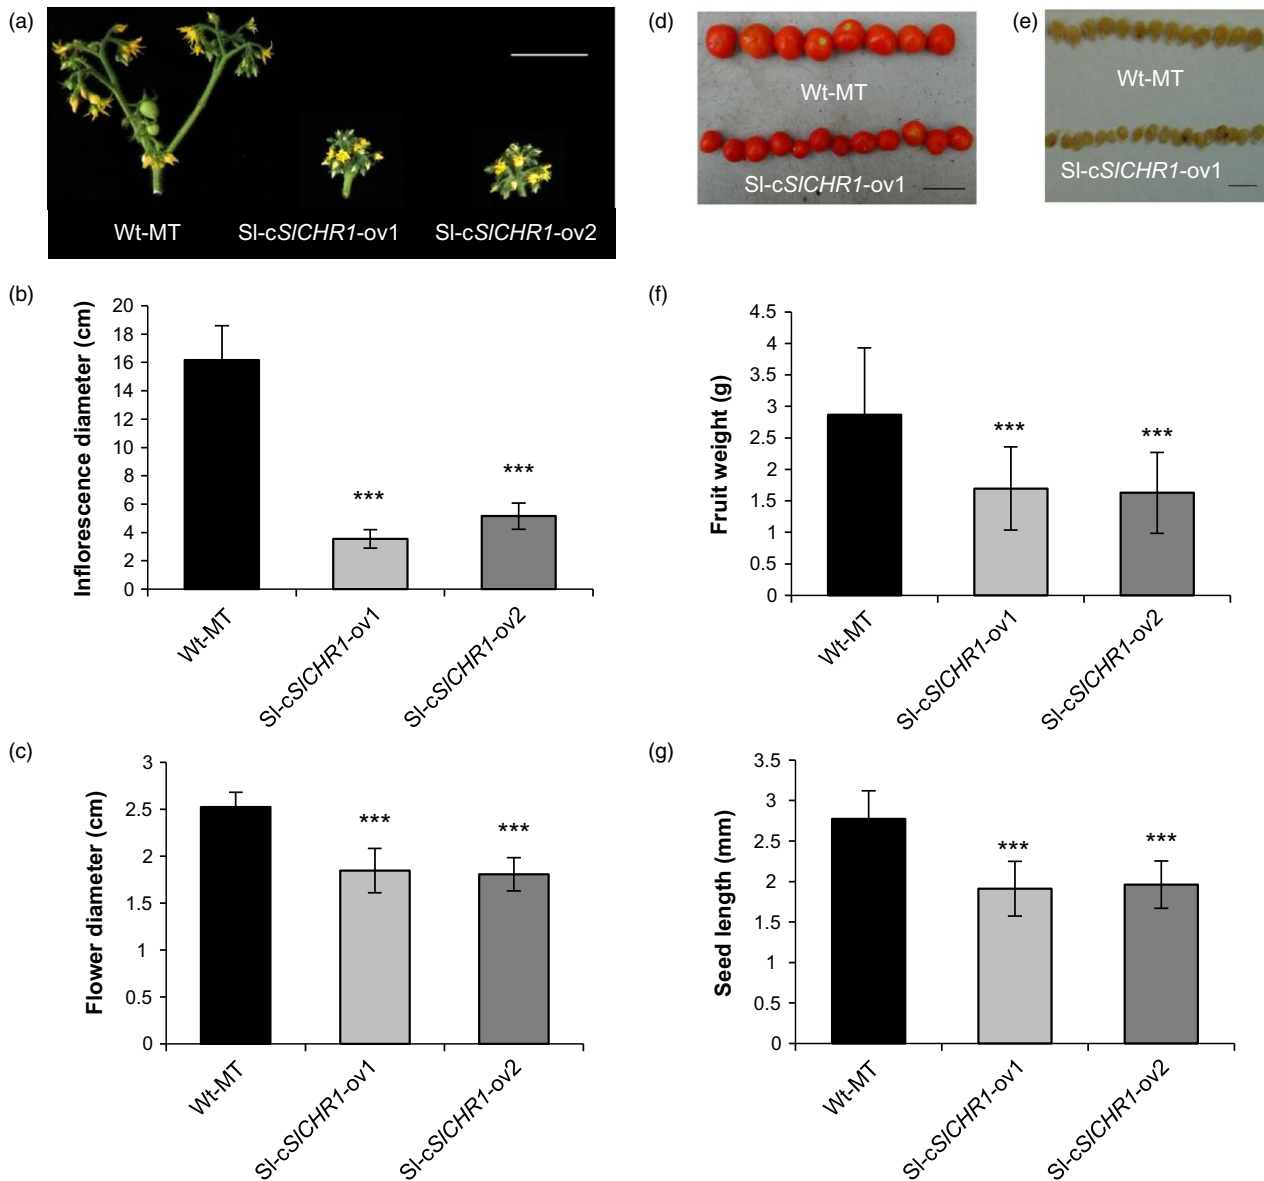 (a)
Wt-MT
Sl-cSlCHR1-ov1
Sl-cSlCHR1-ov2
(d)
Wt-MT
Sl-cSlCHR1-ov1
(e)
Wt-MT
Sl-cSlCHR1-ov1
(b)
Inflorescence diameter (cm)
20
18
16
14
12
10
8
6
4
2
0
***
***
Wt-MT
Sl-cSlCHR1-ov1
Sl-cSlCHR1-ov2
(f)
Fruit weight (g)
4.5
4
3.5
3
2.5
2
1.5
1
0.5
0
***
***
Wt-MT
Sl-cSlCHR1-ov1
Sl-cSlCHR1-ov2
(c)
Flower diameter (cm)
3
2.5
2
1.5
1
0.5
0
***
***
Wt-MT
Sl-cSlCHR1-ov1
Sl-cSlCHR1-ov2
(g)
Seed length (mm)
3.5
3
2.5
2
1.5
1
0.5
0
***
***
Wt-MT
Sl-cSlCHR1-ov1
Sl-cSlCHR1-ov2